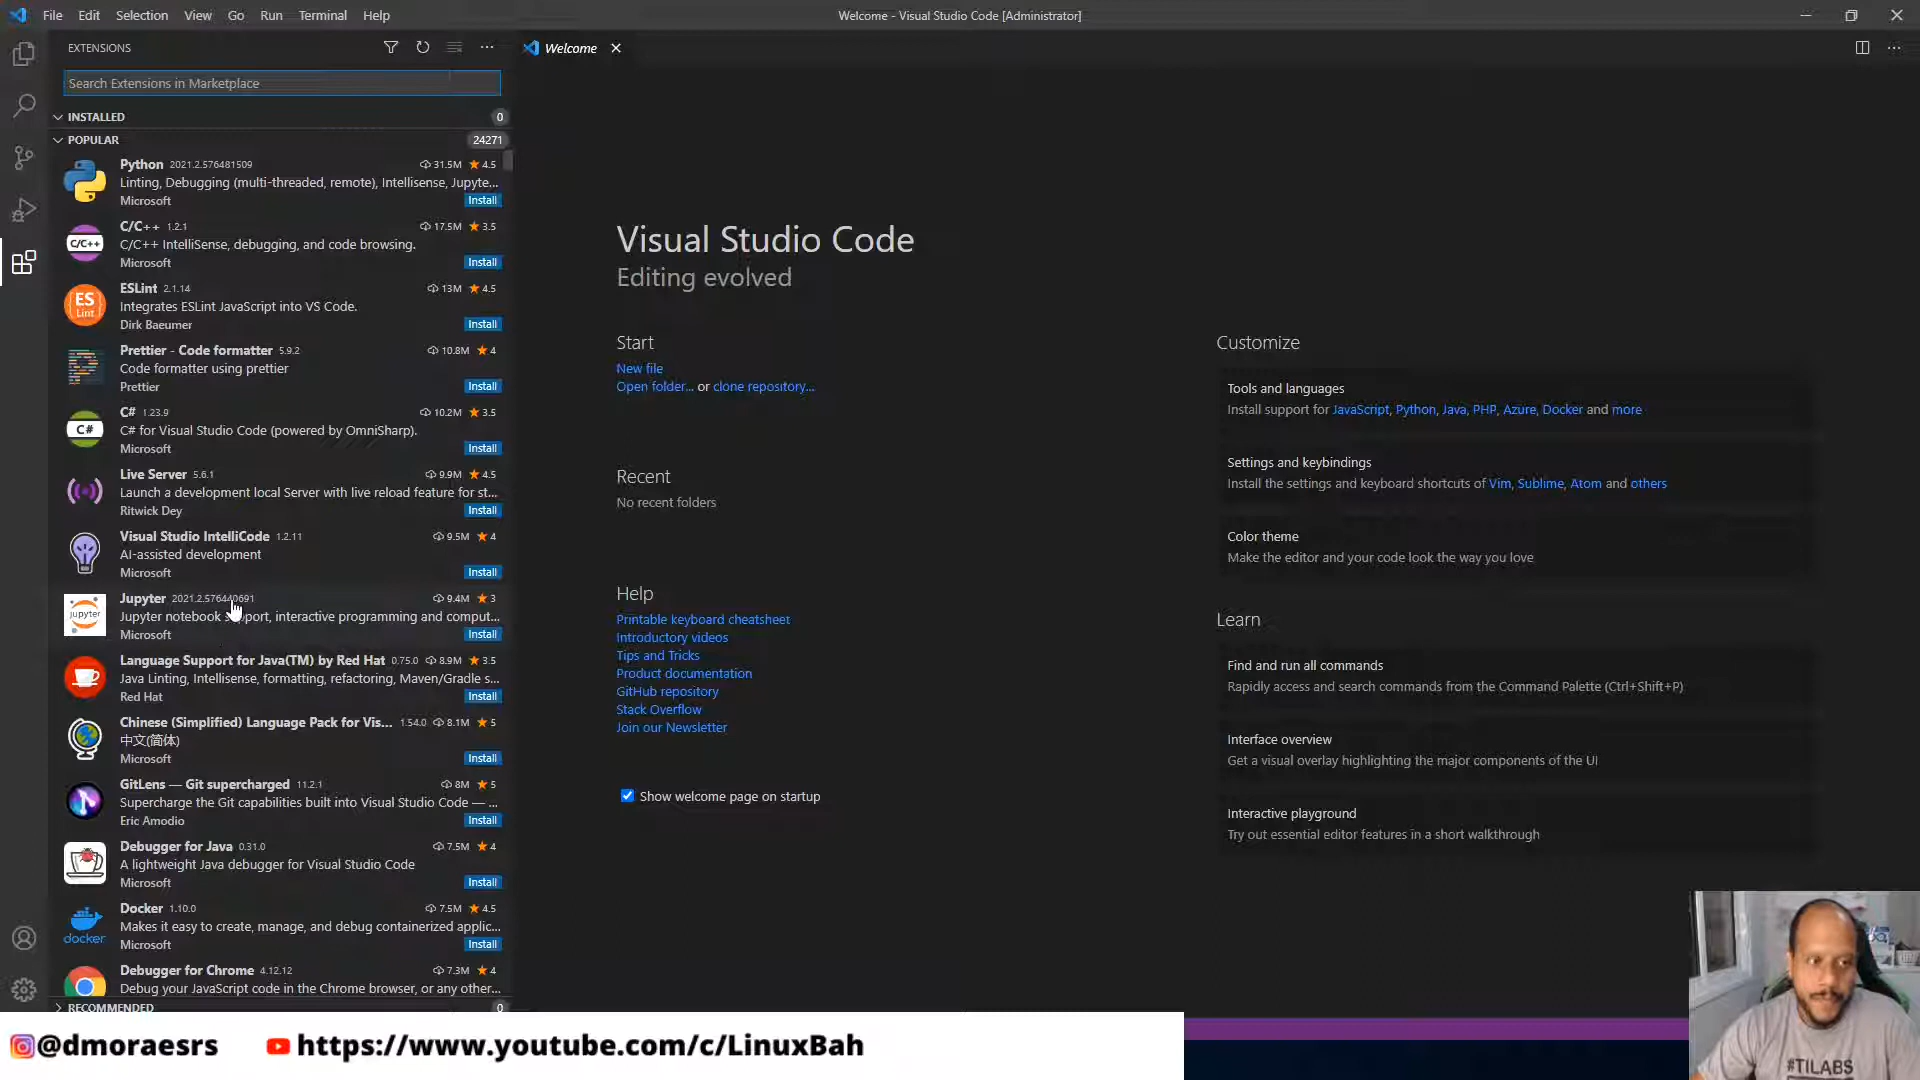 File Edit Selection View Go Run Terminal Help
Welcome - Visual Studio Code [Administrator]
EXTENSIONS
Welcome
Search Extensions in Marketplace
INSTALLED 0
POPULAR 24271
Python 2021.2.576481509 31.5M 4.5
Linting, Debugging (multi-threaded, remote), Intellisense, Jupyte...
Microsoft Install
C/C++
C/C++ 1.2.1 17.5M 3.5
C/C++ IntelliSense, debugging, and code browsing.
Microsoft Install
ES Lint
ESLint 2.1.14 13M 4.5
Integrates ESLint JavaScript into VS Code.
Dirk Baeumer Install
Prettier - Code formatter 5.9.2 10.8M 4
Code formatter using prettier
Prettier Install
C#
C# 1.23.9 10.2M 3.5
C# for Visual Studio Code (powered by OmniSharp).
Microsoft Install
Live Server 5.6.1 9.9M 4.5
Launch a development local Server with live reload feature for st...
Ritwick Dey Install
Visual Studio IntelliCode 1.2.11 9.5M 4
AI-assisted development
Microsoft Install
jupyter
Jupyter 2021.2.576440691 9.4M 3
Jupyter notebook support, interactive programming and comput...
Microsoft Install
Language Support for Java(TM) by Red Hat 0.75.0 8.9M 3.5
Java Linting, Intellisense, formatting, refactoring, Maven/Gradle s...
Red Hat Install
Chinese (Simplified) Language Pack for Vis... 1.54.0 8.1M 5
中文(简体)
Microsoft Install
GitLens — Git supercharged 11.2.1 8M 5
Supercharge the Git capabilities built into Visual Studio Code — ...
Eric Amodio Install
Debugger for Java 0.31.0 7.5M 4
A lightweight Java debugger for Visual Studio Code
Microsoft Install
docker
Docker 1.10.0 7.5M 4.5
Makes it easy to create, manage, and debug containerized applic...
Microsoft Install
Debugger for Chrome 4.12.12 7.3M 4
Debug your JavaScript code in the Chrome browser, or any other...
RECOMMENDED 0
Visual Studio Code
Editing evolved
Start
New file
Open folder... or clone repository...
Recent
No recent folders
Help
Printable keyboard cheatsheet
Introductory videos
Tips and Tricks
Product documentation
GitHub repository
Stack Overflow
Join our Newsletter
Show welcome page on startup
Customize
Tools and languages
Install support for JavaScript, Python, Java, PHP, Azure, Docker and more
Settings and keybindings
Install the settings and keyboard shortcuts of Vim, Sublime, Atom and others
Color theme
Make the editor and your code look the way you love
Learn
Find and run all commands
Rapidly access and search commands from the Command Palette (Ctrl+Shift+P)
Interface overview
Get a visual overlay highlighting the major components of the UI
Interactive playground
Try out essential editor features in a short walkthrough
@dmoraesrs https://www.youtube.com/c/LinuxBah
#TILABS